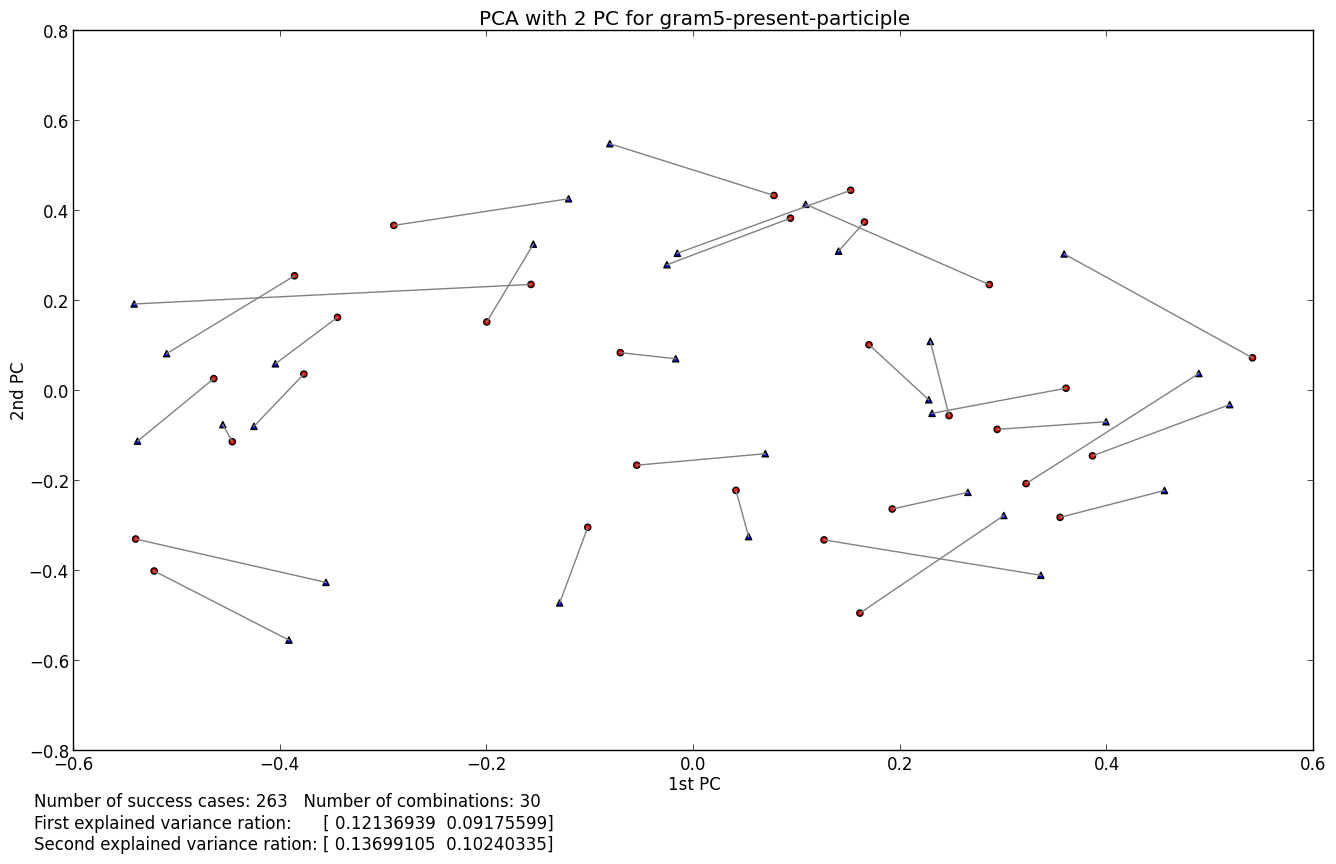 PCA with 2 PC for gram5-present-participle
0.8
0.6
0.4
0.2
0.0
−0.2
−0.4
−0.6
−0.8
2nd PC
−0.6 −0.4 −0.2 0.0 0.2 0.4 0.6
1st PC
Number of success cases: 263 Number of combinations: 30
First explained variance ration: [ 0.12136939 0.09175599]
Second explained variance ration: [ 0.13699105 0.10240335]